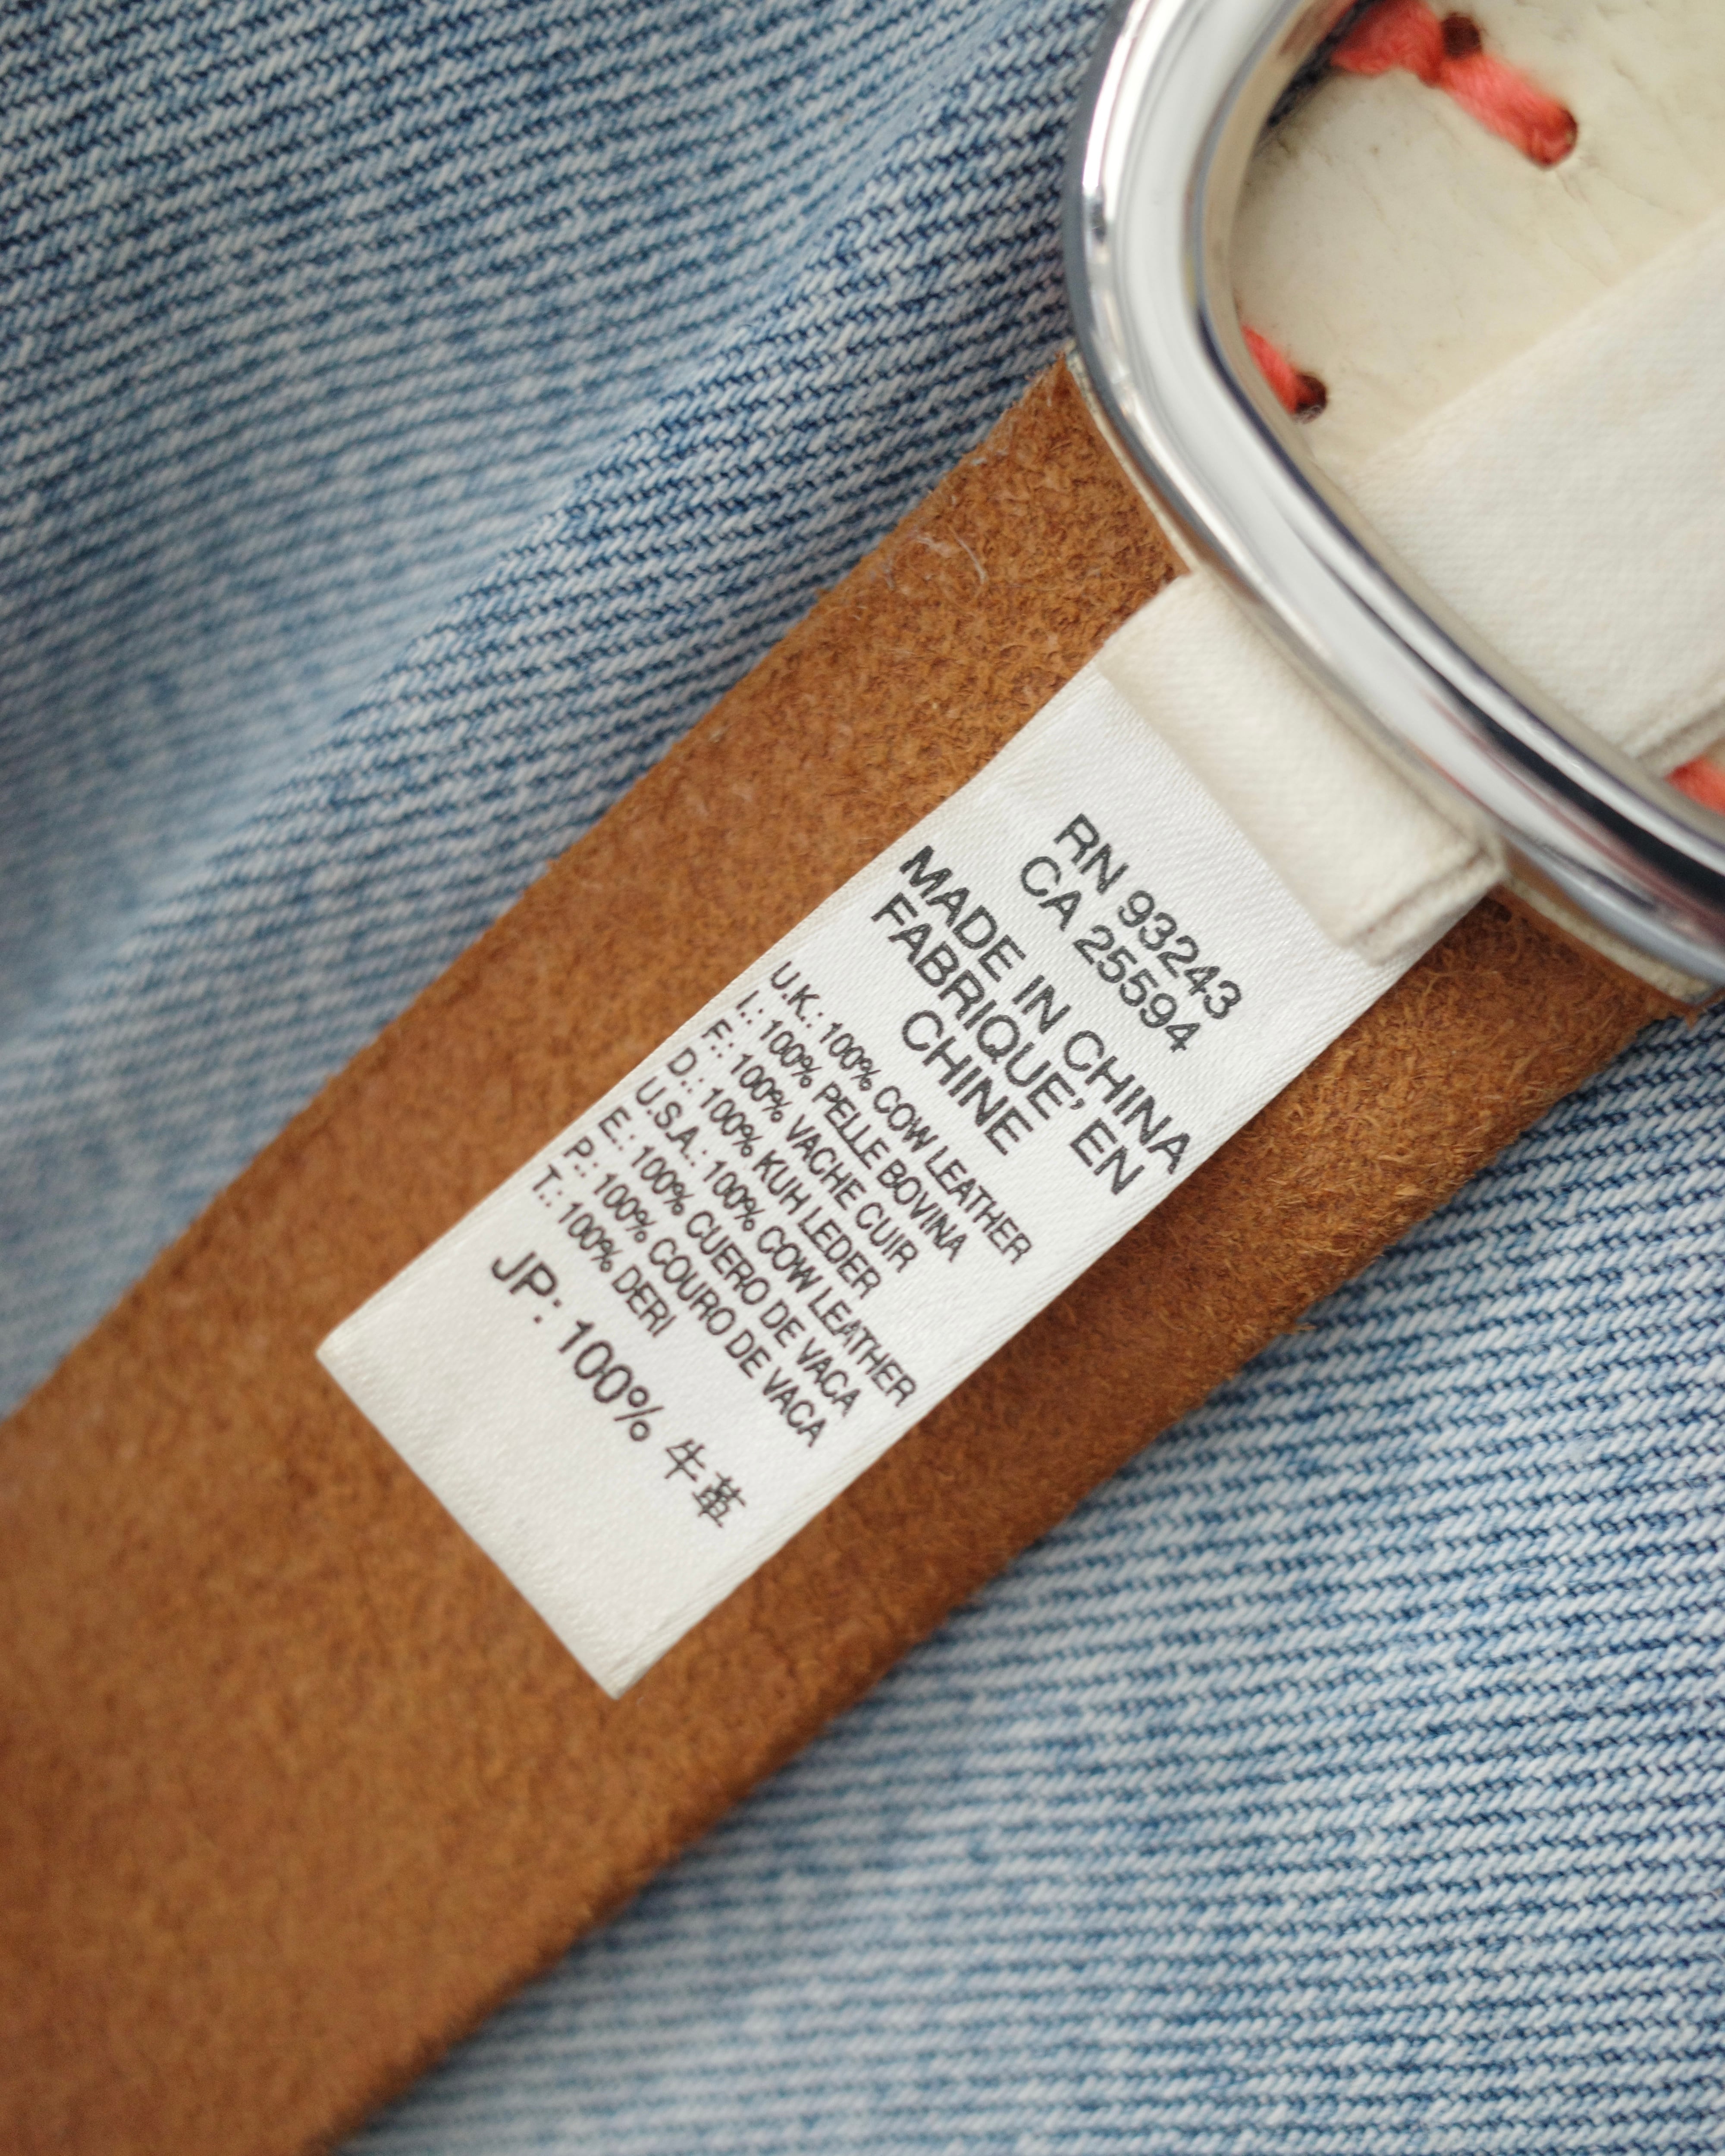 RN 93243
CA 25594
MADE IN CHINA
FABRIQUE' EN
CHINE
U.K.: 100% COW LEATHER
I.: 100% PELLE BOVINA
F.: 100% VACHE CUIR
D.: 100% KUH LEDER
U.S.A.: 100% COW LEATHER
E.: 100% CUERO DE VACA
P.: 100% COURO DE VACA
T.: 100% DERI
JP: 100% 牛革